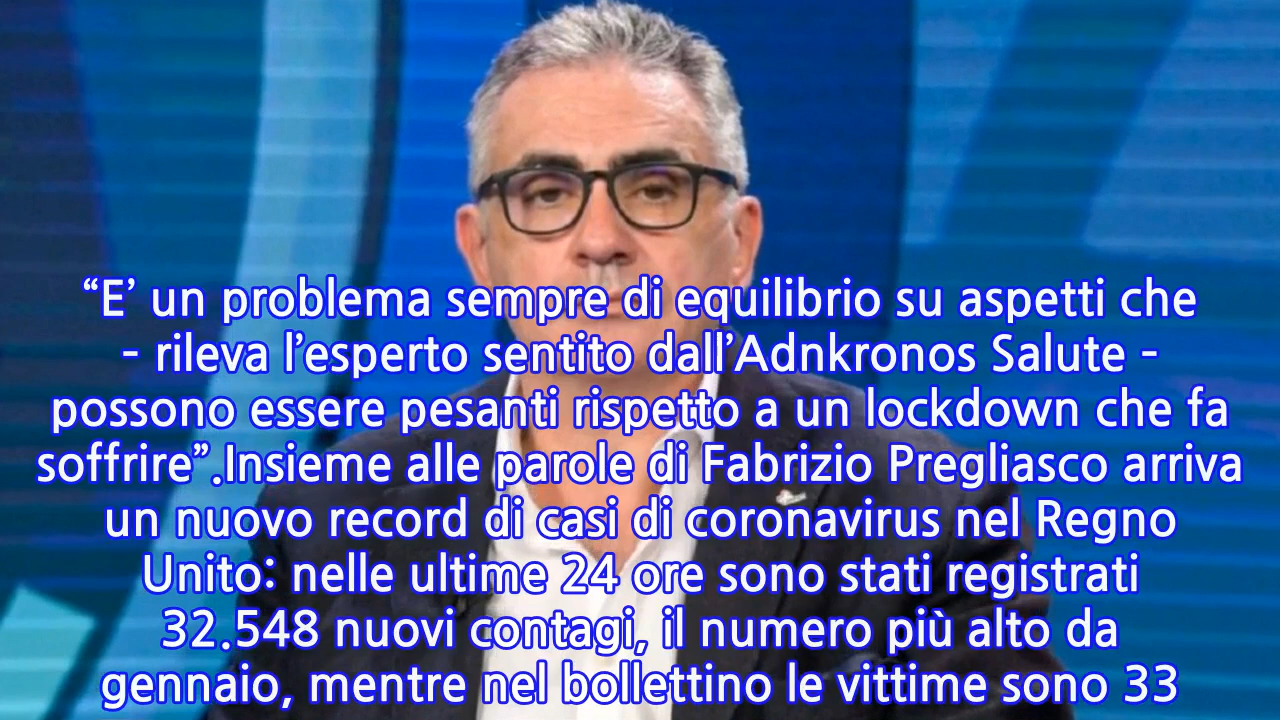 “E’ un problema sempre di equilibrio su aspetti che
- rileva l’esperto sentito dall’Adnkronos Salute -
possono essere pesanti rispetto a un lockdown che fa
soffrire”.Insieme alle parole di Fabrizio Pregliasco arriva
un nuovo record di casi di coronavirus nel Regno
Unito: nelle ultime 24 ore sono stati registrati
32.548 nuovi contagi, il numero più alto da
gennaio, mentre nel bollettino le vittime sono 33